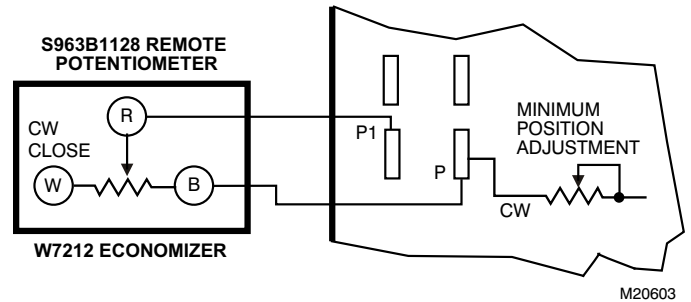 S963B1128 REMOTE
POTENTIOMETER
R
CW
CLOSE
W
B
W7212 ECONOMIZER
P1
P
CW
MINIMUM
POSITION
ADJUSTMENT
M20603